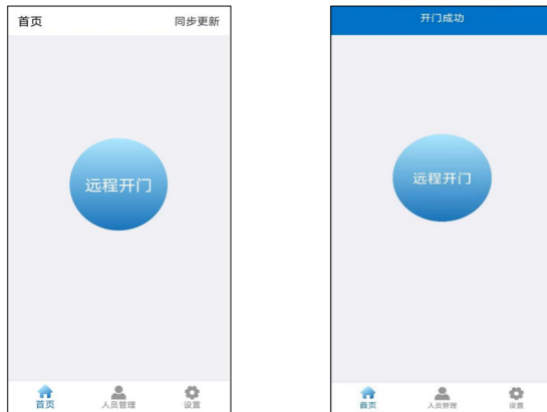 首页 同步更新
远程开门
首页 人员管理 设置
开门成功
远程开门
首页 人员管理 设置